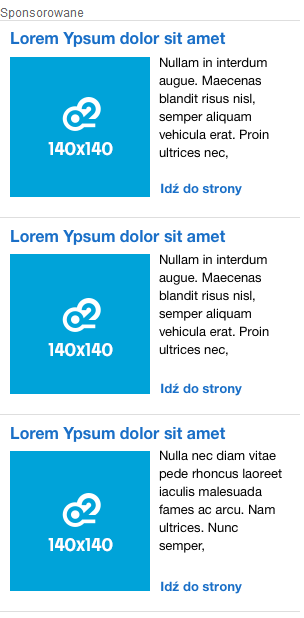 Sponsorowane
Lorem Ypsum dolor sit amet
Nullam in interdum
augue. Maecenas
blandit risus nisl,
semper aliquam
vehicula erat. Proin
ultrices nec,
140x140
Idź do strony
Lorem Ypsum dolor sit amet
Nullam in interdum
augue. Maecenas
blandit risus nisl,
semper aliquam
vehicula erat. Proin
ultrices nec,
140x140
Idź do strony
Lorem Ypsum dolor sit amet
Nulla nec diam vitae
pede rhoncus laoreet
iaculis malesuada
fames ac arcu. Nam
ultrices. Nunc
semper,
140x140
Idź do strony